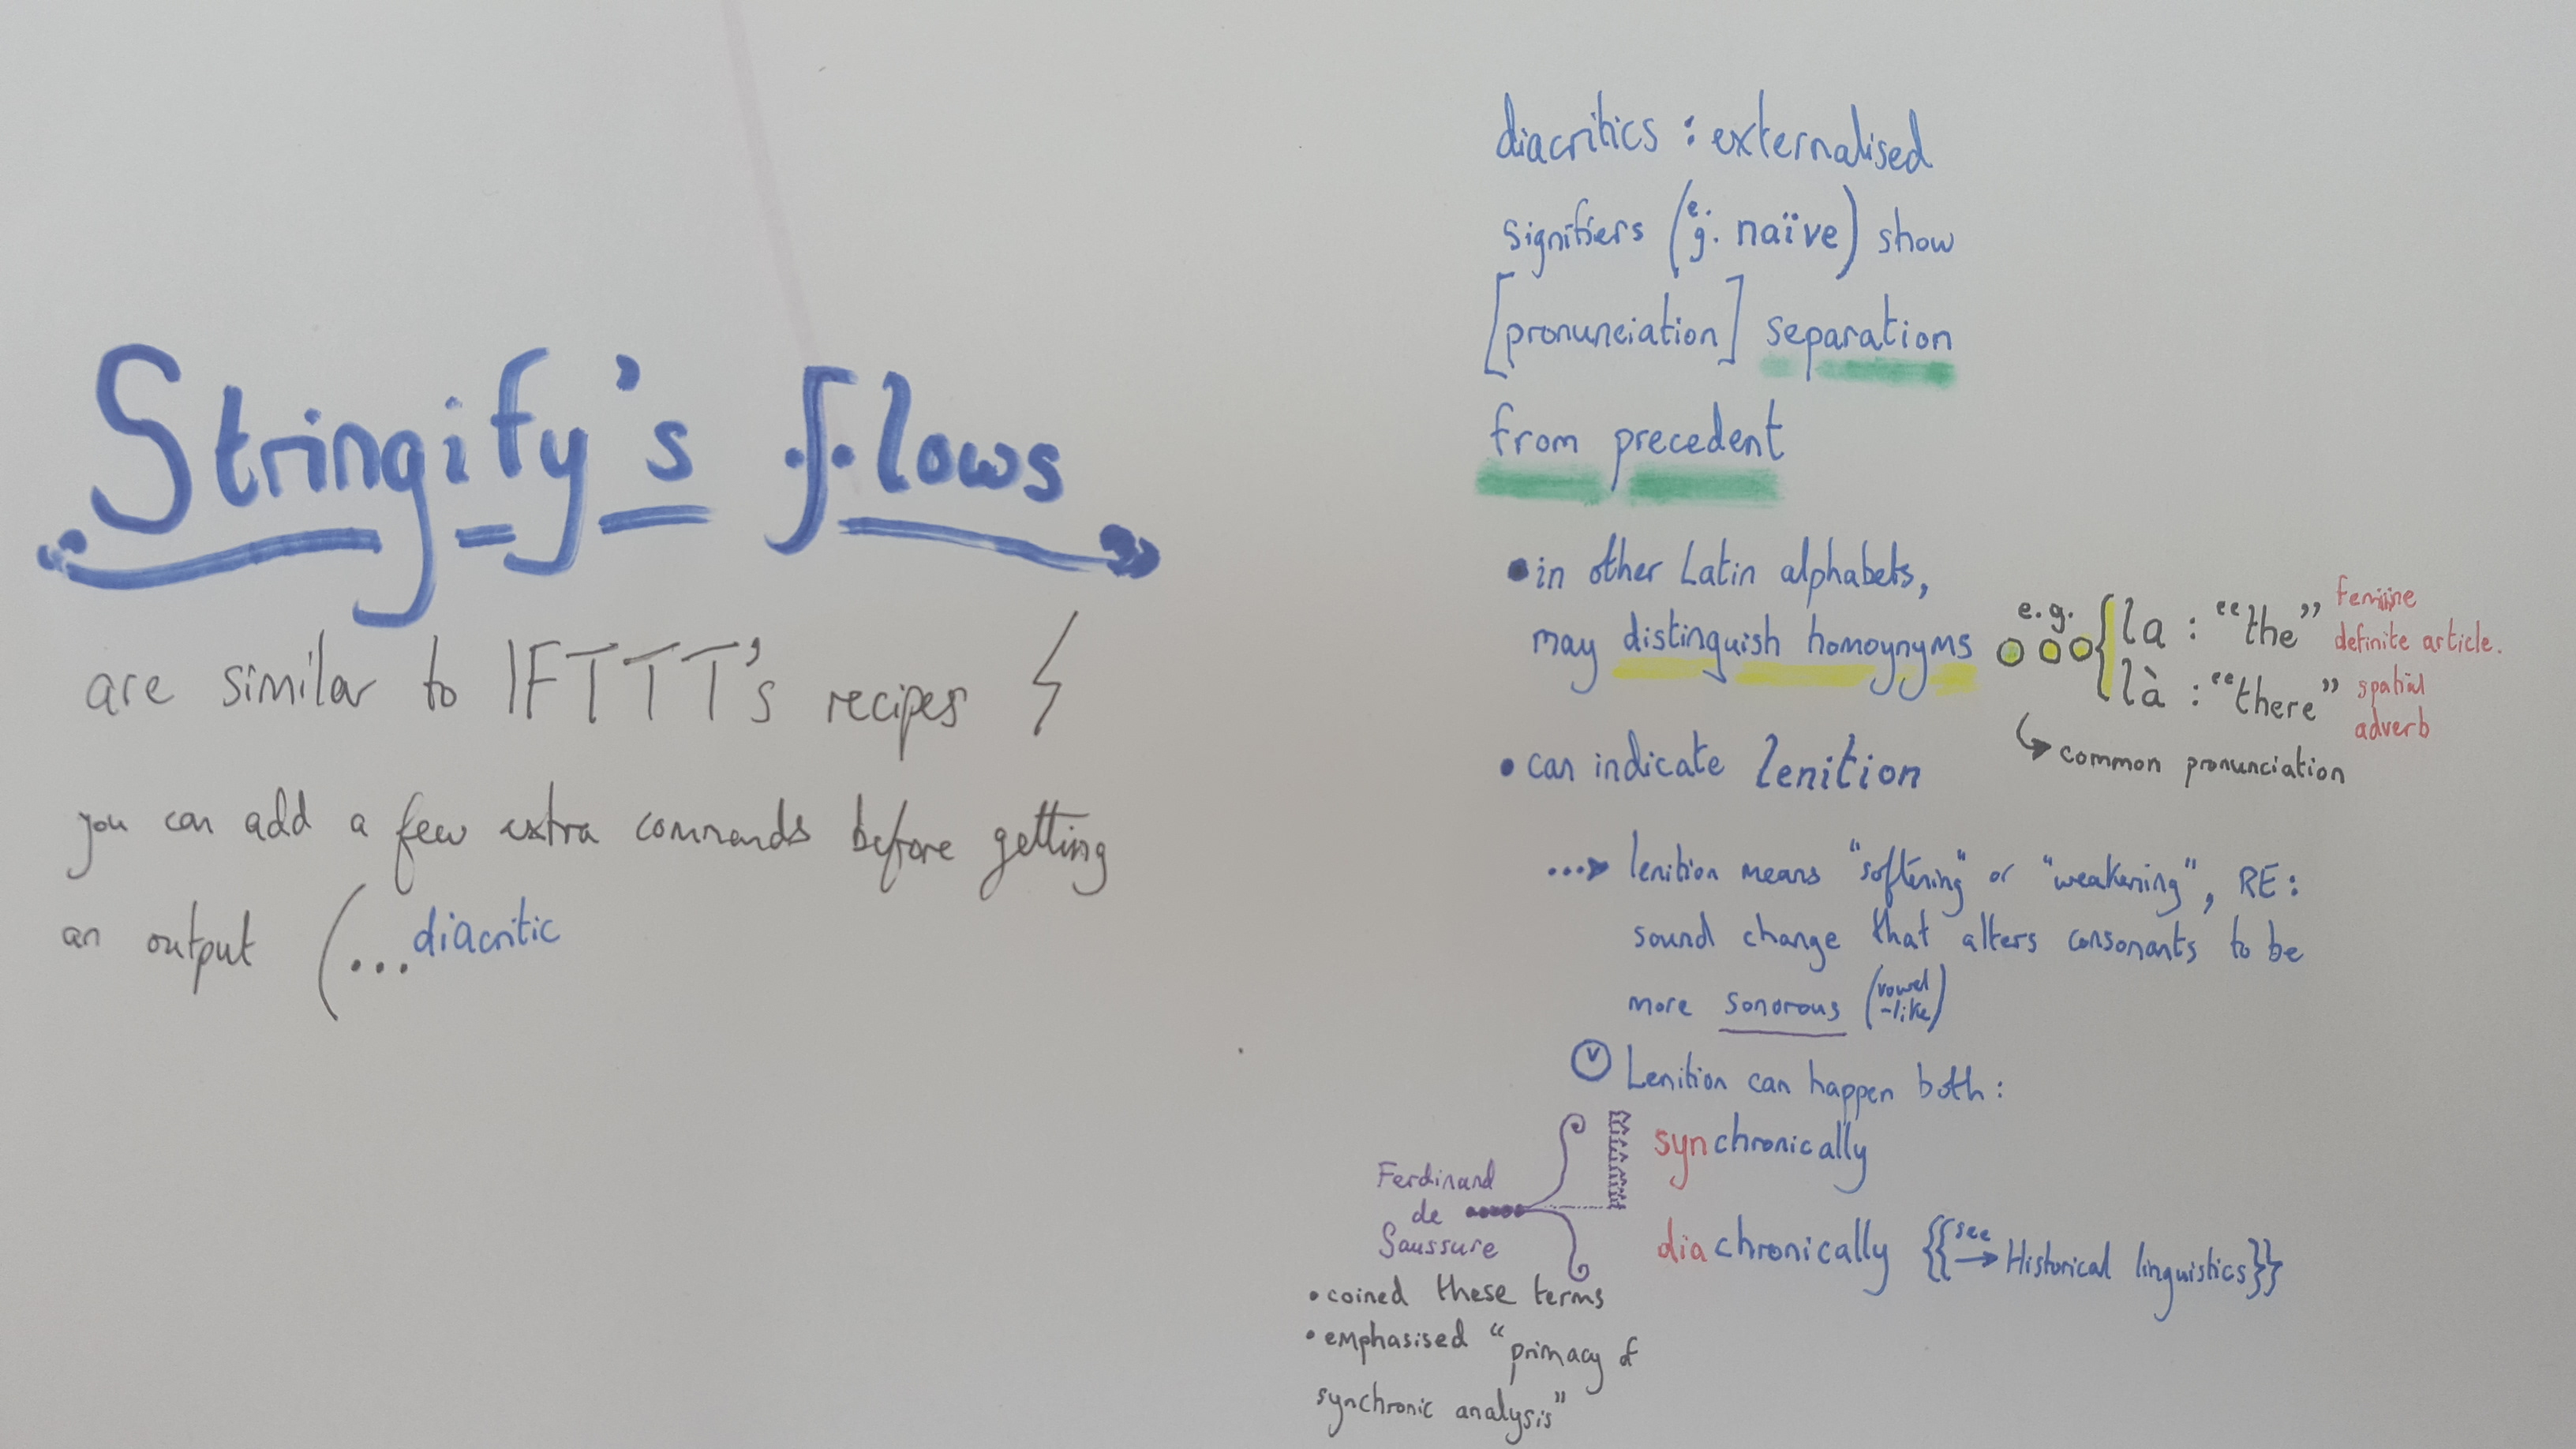 Stringify's flows
are similar to IFTTT's recipes
you can add a few extra commands before getting
an output (... diacritic
diacritics : externalised
signifiers (e.g. naïve) show
[pronunciation] separation
from precedent
• in other Latin alphabets,
may distinguish homoynyms
e.g. { la : "the" feminine definite article.
{ là : "there" spatial adverb
↳ common pronunciation
• can indicate lenition
...→ lenition means "softening" or "weakening", RE:
sound change that alters consonants to be
more sonorous (vowel -like)
Lenition can happen both:
synchronically
diachronically {{see → Historical linguistics}}
Ferdinand
de
Saussure
• coined these terms
• emphasised "primacy of
synchronic analysis"